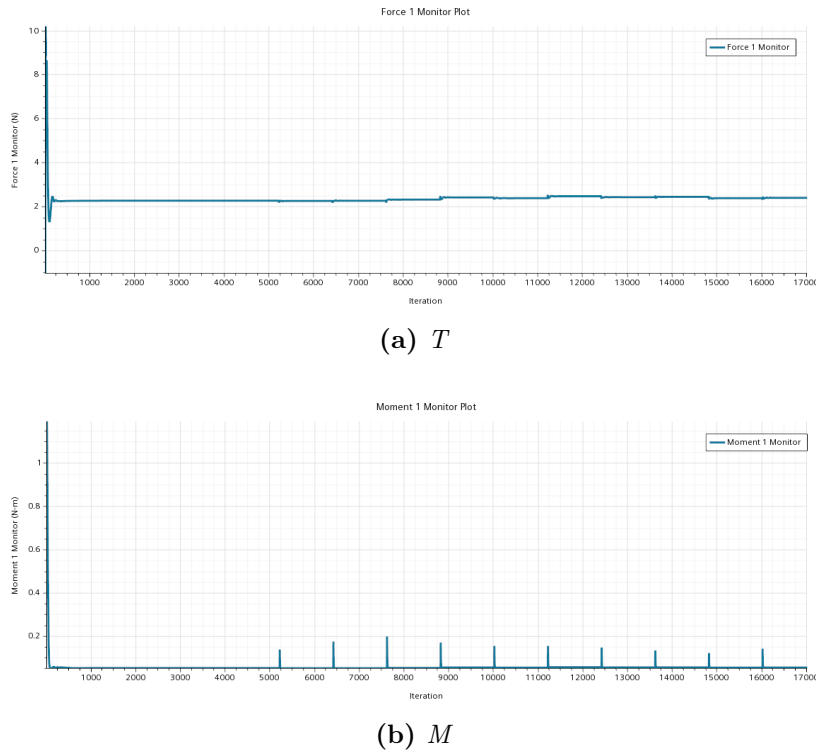 Force 1 Monitor Plot
Force 1 Monitor
Force 1 Monitor (N)
10
8
6
4
2
0
1000 2000 3000 4000 5000 6000 7000 8000 9000 10000 11000 12000 13000 14000 15000 16000 17000
Iteration
(a) T
Moment 1 Monitor Plot
Moment 1 Monitor
Moment 1 Monitor (N-m)
1
0.8
0.6
0.4
0.2
1000 2000 3000 4000 5000 6000 7000 8000 9000 10000 11000 12000 13000 14000 15000 16000 17000
Iteration
(b) M